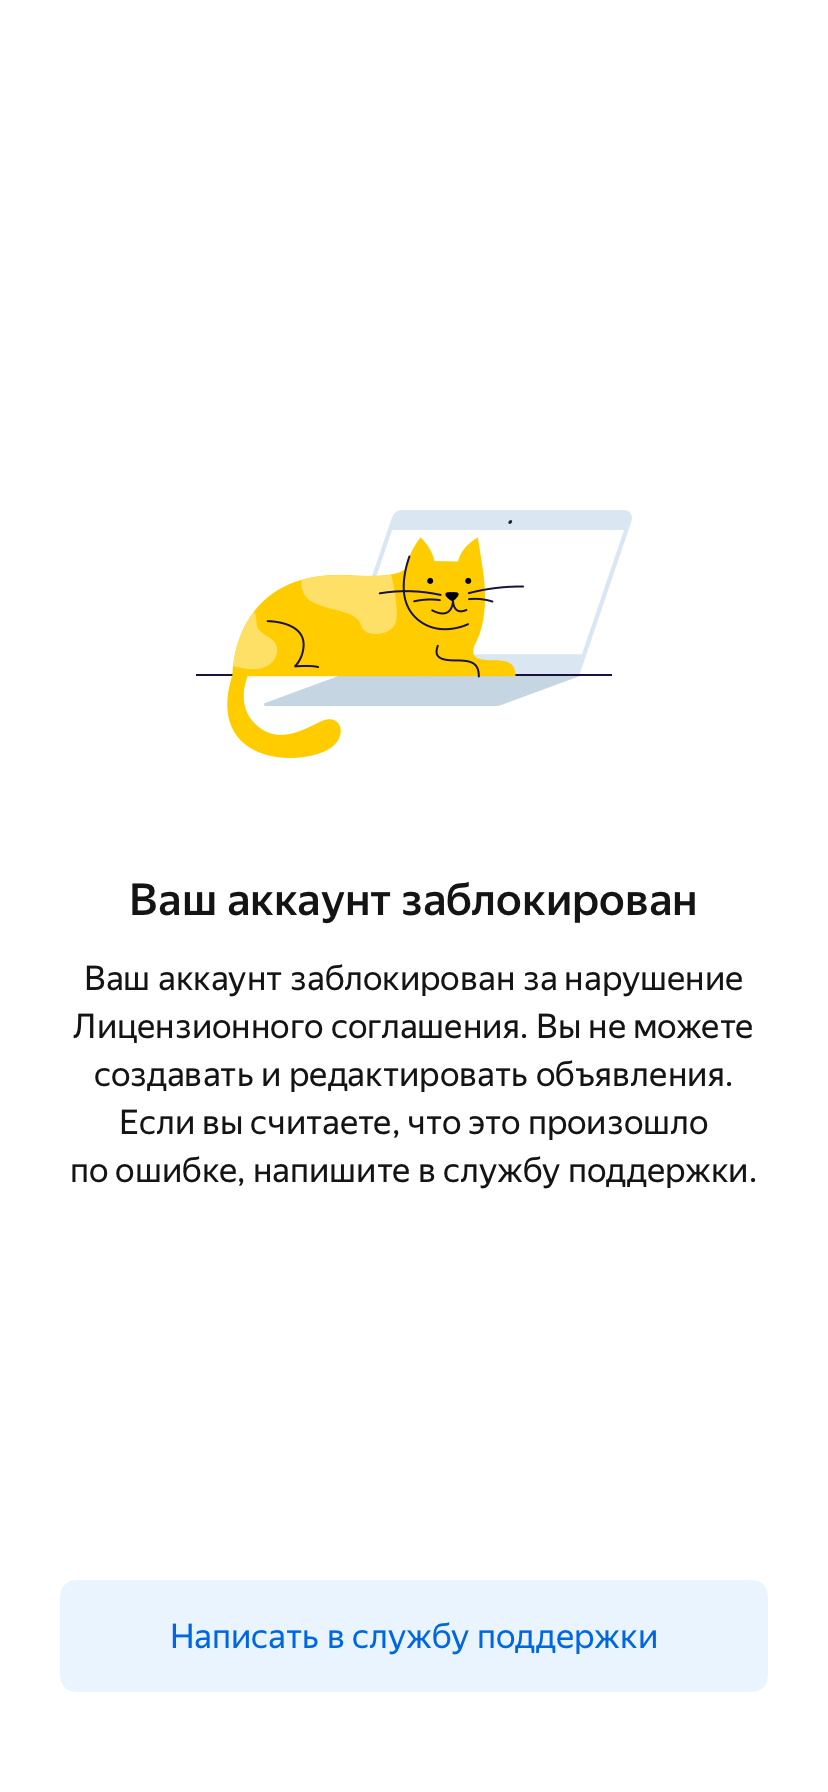 Ваш аккаунт заблокирован
Ваш аккаунт заблокирован за нарушение
Лицензионного соглашения. Вы не можете
создавать и редактировать объявления.
Если вы считаете, что это произошло
по ошибке, напишите в службу поддержки.
Написать в службу поддержки